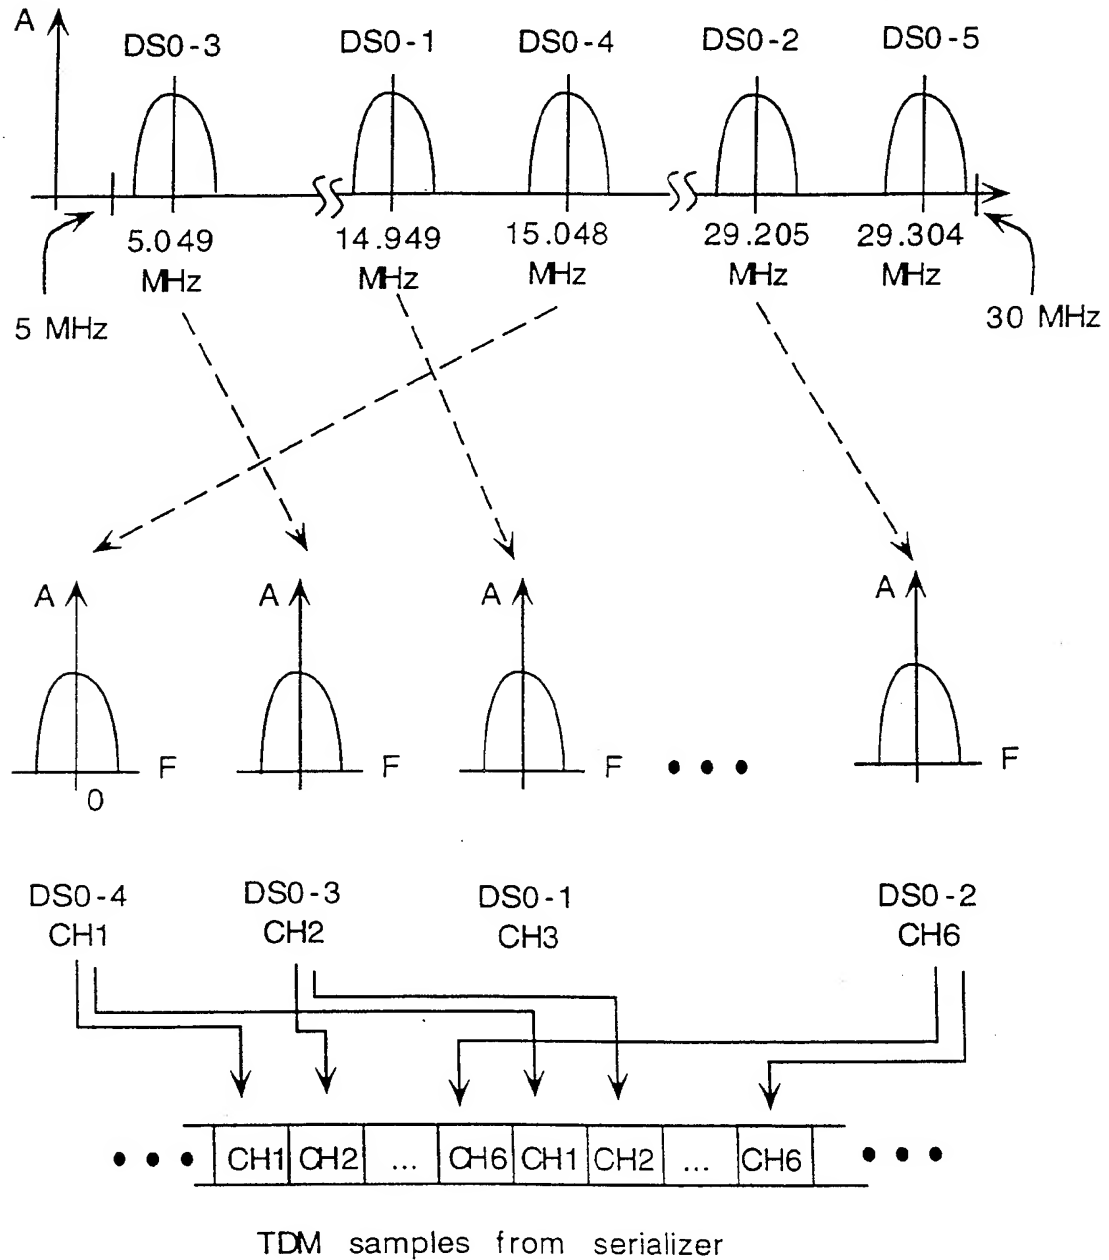 A
DS0-3 DS0-1 DS0-4 DS0-2 DS0-5
5.049 14.949 15.048 29.205 29.304
MHz MHz MHz MHz MHz
5 MHz 30 MHz
A A A A
F F F F
0
DS0-4 DS0-3 DS0-1 DS0-2
CH1 CH2 CH3 CH6
CH1 CH2 ... CH6 CH1 CH2 ... CH6
TDM samples from serializer